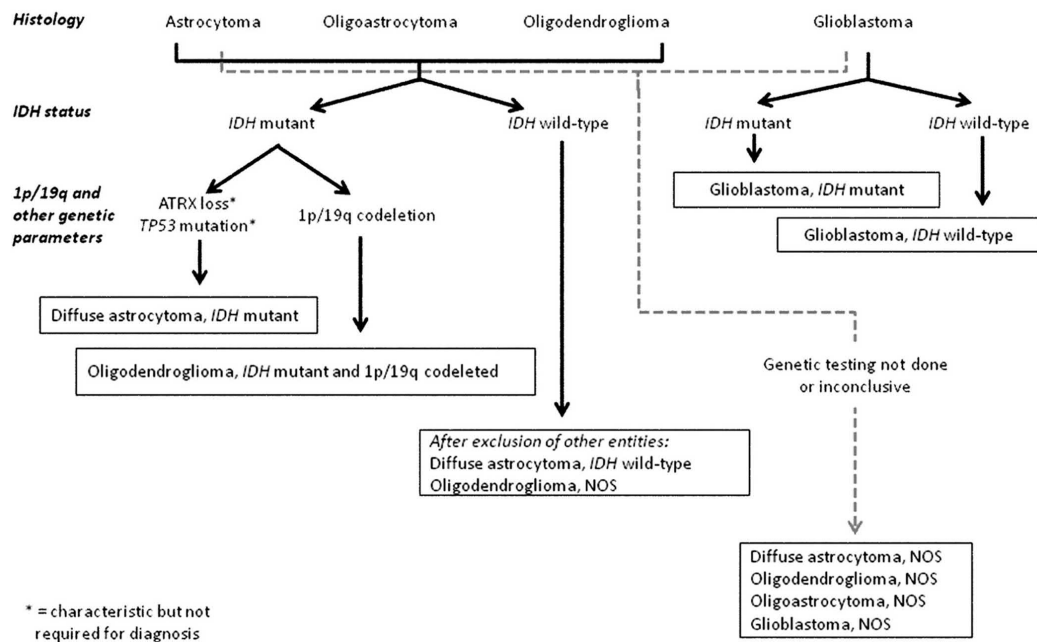 Histology
Astrocytoma
Oligoastrocytoma
Oligodendroglioma
Glioblastoma
IDH status
IDH mutant
IDH wild-type
IDH mutant
IDH wild-type
1p/19q and
other genetic
parameters
ATRX loss*
TP53 mutation*
1p/19q codeletion
Glioblastoma, IDH mutant
Glioblastoma, IDH wild-type
Diffuse astrocytoma, IDH mutant
Oligodendroglioma, IDH mutant and 1p/19q codeleted
Genetic testing not done
or inconclusive
After exclusion of other entities:
Diffuse astrocytoma, IDH wild-type
Oligodendroglioma, NOS
Diffuse astrocytoma, NOS
Oligodendroglioma, NOS
Oligoastrocytoma, NOS
Glioblastoma, NOS
* = characteristic but not
required for diagnosis